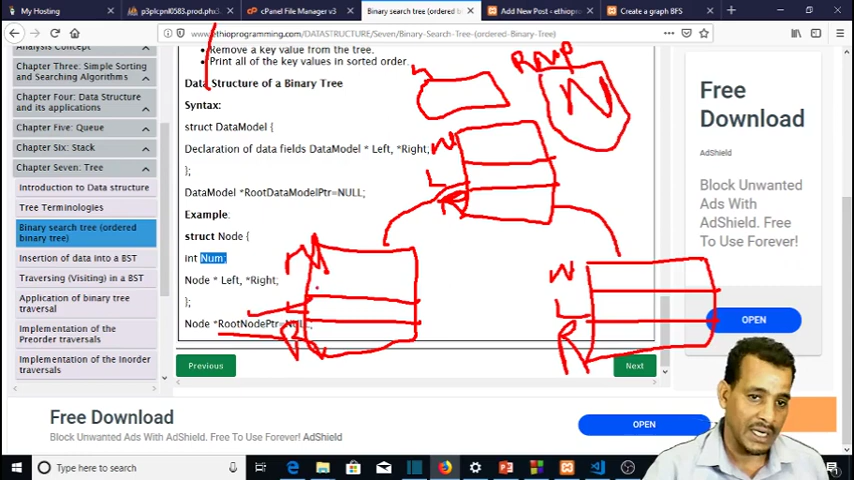 My Hosting
p3plcpnl0583.prod.phx3
cPanel File Manager v3
Binary search tree (ordered b
Add New Post - ethioprogramm
Create a graph BFS
www.ethioprogramming.com/DATASTRUCTURE/Seven/Binary-Search-Tree-(ordered-Binary-Tree)
Analysis Concept
Chapter Three: Simple Sorting and Searching Algorithms
Chapter Four: Data Structure and its applications
Chapter Five: Queue
Chapter Six: Stack
Chapter Seven: Tree
Introduction to Data structure
Tree Terminologies
Binary search tree (ordered binary tree)
Insertion of data into a BST
Traversing (Visiting) in a BST
Application of binary tree traversal
Implementation of the Preorder traversals
Implementation of the Inorder traversals
Remove a key value from the tree.
Print all of the key values in sorted order.
Data Structure of a Binary Tree
Syntax:
struct DataModel {
Declaration of data fields DataModel * Left, *Right;
};
DataModel *RootDataModelPtr=NULL;
Example:
struct Node {
int Num;
Node * Left, *Right;
};
Node *RootNodePtr=NULL;
N
N
L
R
N
L
R
N
L
R
Previous
Next
Free Download
AdShield
Block Unwanted Ads With AdShield. Free To Use Forever!
OPEN
Free Download
Block Unwanted Ads With AdShield. Free To Use Forever! AdShield
OPEN
Type here to search